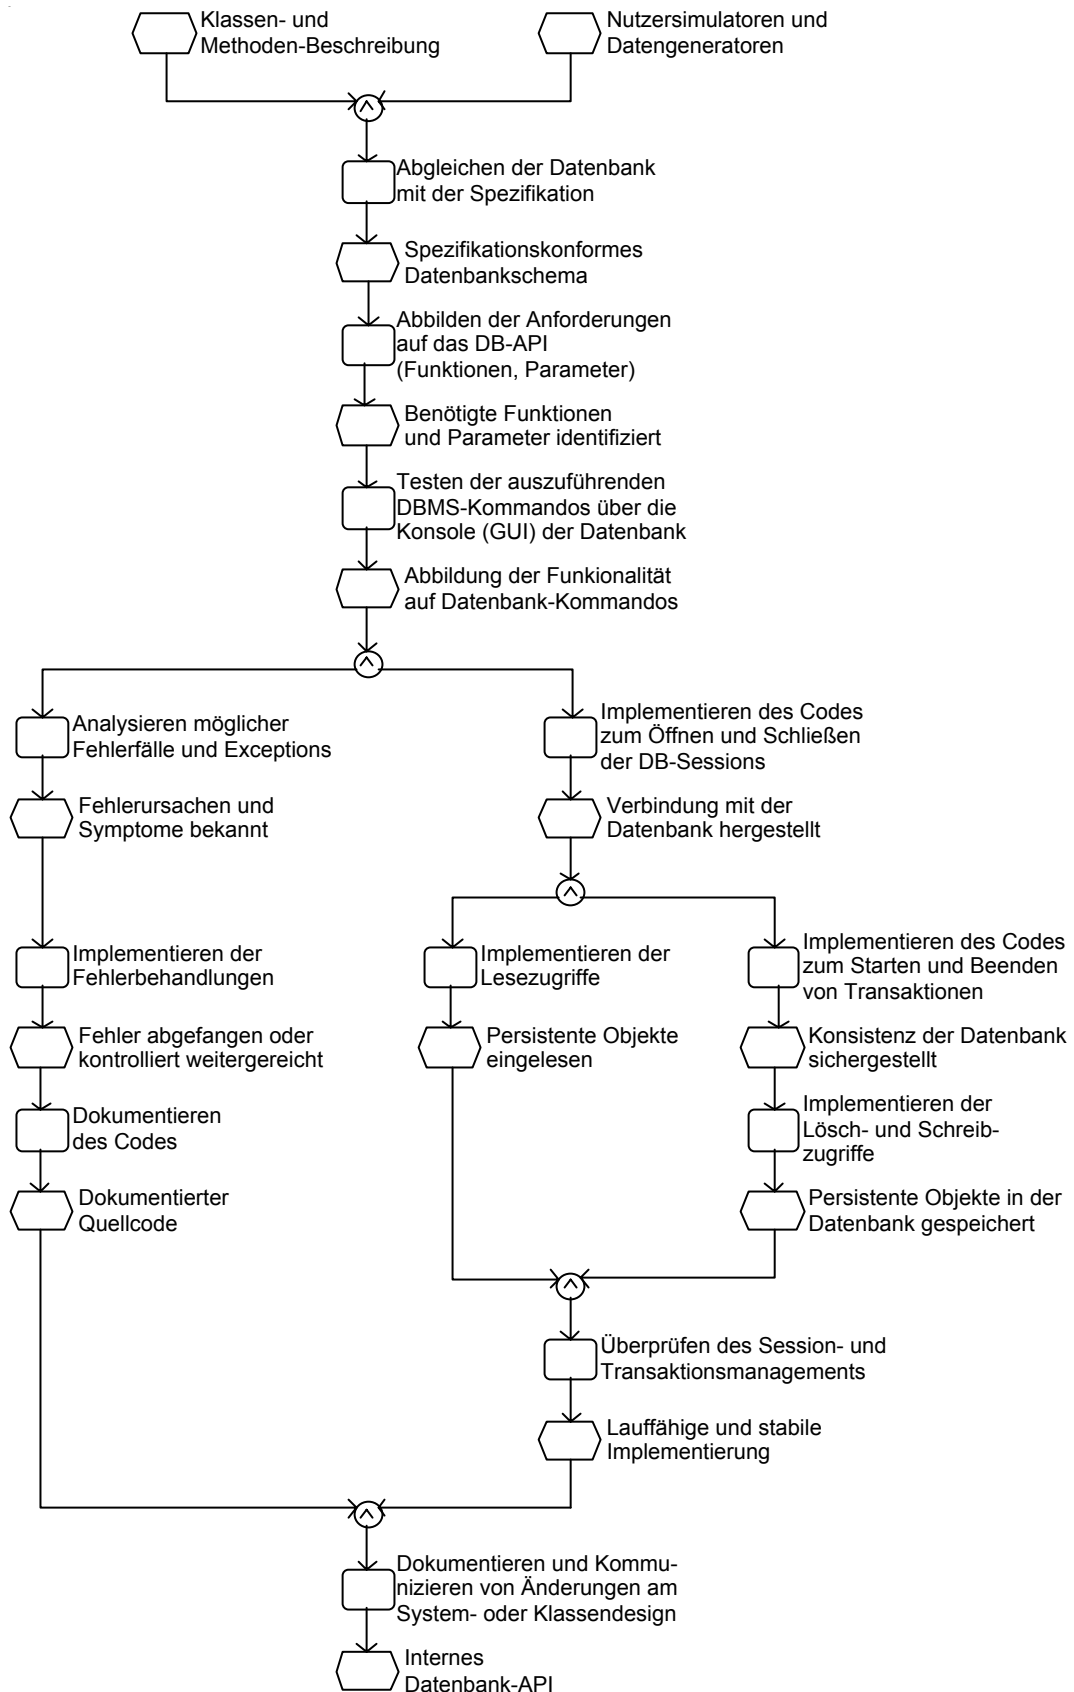 Klassen- und
Methoden-Beschreibung
Nutzersimulatoren und
Datengeneratoren
Abgleichen der Datenbank
mit der Spezifikation
Spezifikationskonformes
Datenbankschema
Abbilden der Anforderungen
auf das DB-API
(Funktionen, Parameter)
Benötigte Funktionen
und Parameter identifiziert
Testen der auszuführenden
DBMS-Kommandos über die
Konsole (GUI) der Datenbank
Abbildung der Funkionalität
auf Datenbank-Kommandos
Analysieren möglicher
Fehlerfälle und Exceptions
Implementieren des Codes
zum Öffnen und Schließen
der DB-Sessions
Fehlerursachen und
Symptome bekannt
Verbindung mit der
Datenbank hergestellt
Implementieren der
Fehlerbehandlungen
Implementieren der
Lesezugriffe
Implementieren des Codes
zum Starten und Beenden
von Transaktionen
Fehler abgefangen oder
kontrolliert weitergereicht
Persistente Objekte
eingelesen
Konsistenz der Datenbank
sichergestellt
Dokumentieren
des Codes
Implementieren der
Lösch- und Schreib-
zugriffe
Dokumentierter
Quellcode
Persistente Objekte in der
Datenbank gespeichert
Überprüfen des Session- und
Transaktionsmanagements
Lauffähige und stabile
Implementierung
Dokumentieren und Kommu-
nizieren von Änderungen am
System- oder Klassendesign
Internes
Datenbank-API